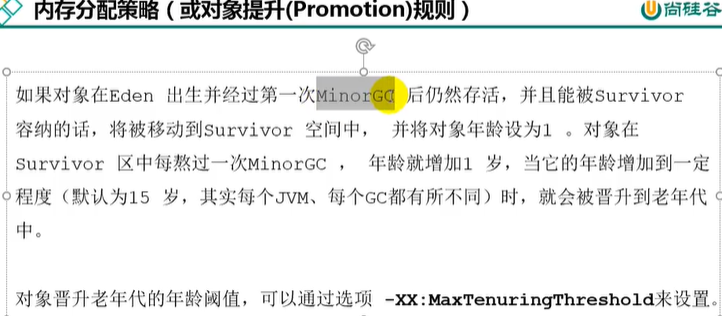 内存分配策略（或对象提升(Promotion)规则）
尚硅谷
如果对象在Eden 出生并经过第一次MinorGC 后仍然存活，并且能被Survivor
容纳的话，将被移动到Survivor 空间中， 并将对象年龄设为1 。对象在
Survivor 区中每熬过一次MinorGC ， 年龄就增加1 岁，当它的年龄增加到一定
程度（默认为15 岁，其实每个JVM、每个GC都有所不同）时，就会被晋升到老年代
中。
对象晋升老年代的年龄阈值，可以通过选项 -XX:MaxTenuringThreshold来设置。